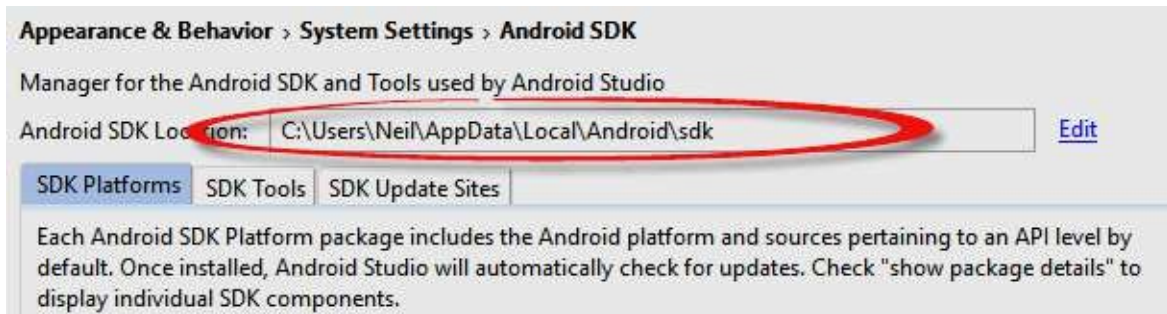 Appearance & Behavior › System Settings › Android SDK
Manager for the Android SDK and Tools used by Android Studio
Android SDK Location: C:\Users\Neil\AppData\Local\Android\sdk Edit
SDK Platforms SDK Tools SDK Update Sites
Each Android SDK Platform package includes the Android platform and sources pertaining to an API level by
default. Once installed, Android Studio will automatically check for updates. Check "show package details" to
display individual SDK components.